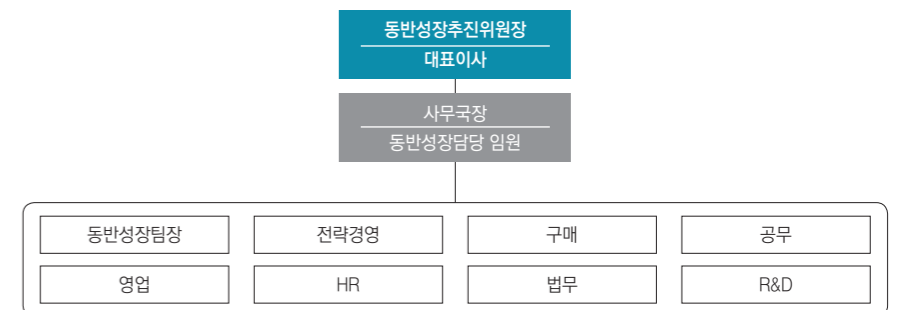 동반성장추진위원장
대표이사
사무국장
동반성장담당 임원
동반성장팀장 전략경영 구매 공무
영업 HR 법무 R&D